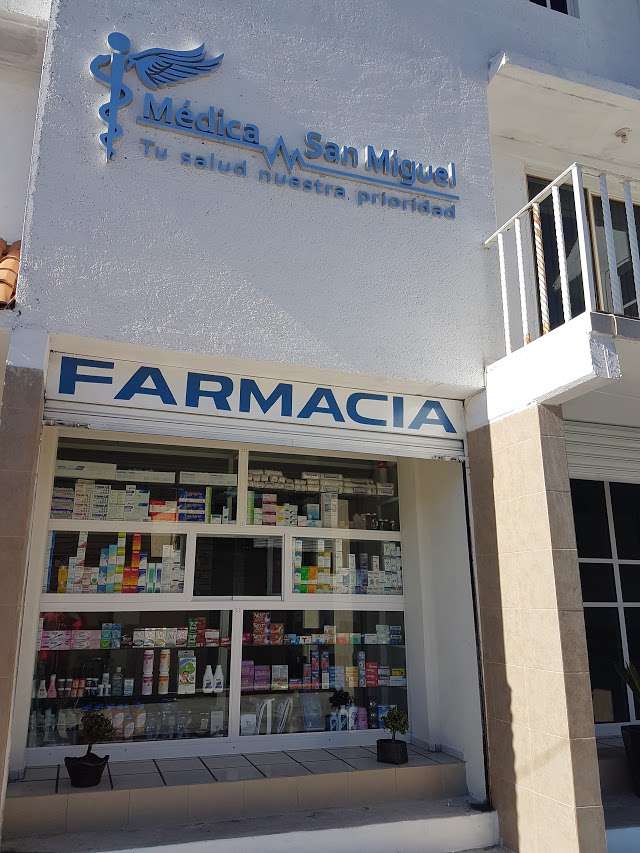 Médica San Miguel
Tu salud nuestra prioridad
FARMACIA